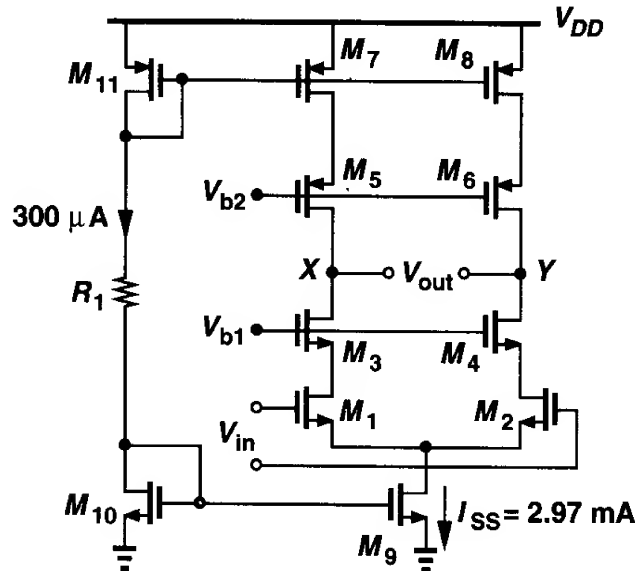 V_DD
M_11
M_7
M_8
V_b2
M_5
M_6
300 μA
R_1
X
V_out
Y
V_b1
M_3
M_4
V_in
M_1
M_2
M_10
M_9
I_SS = 2.97 mA